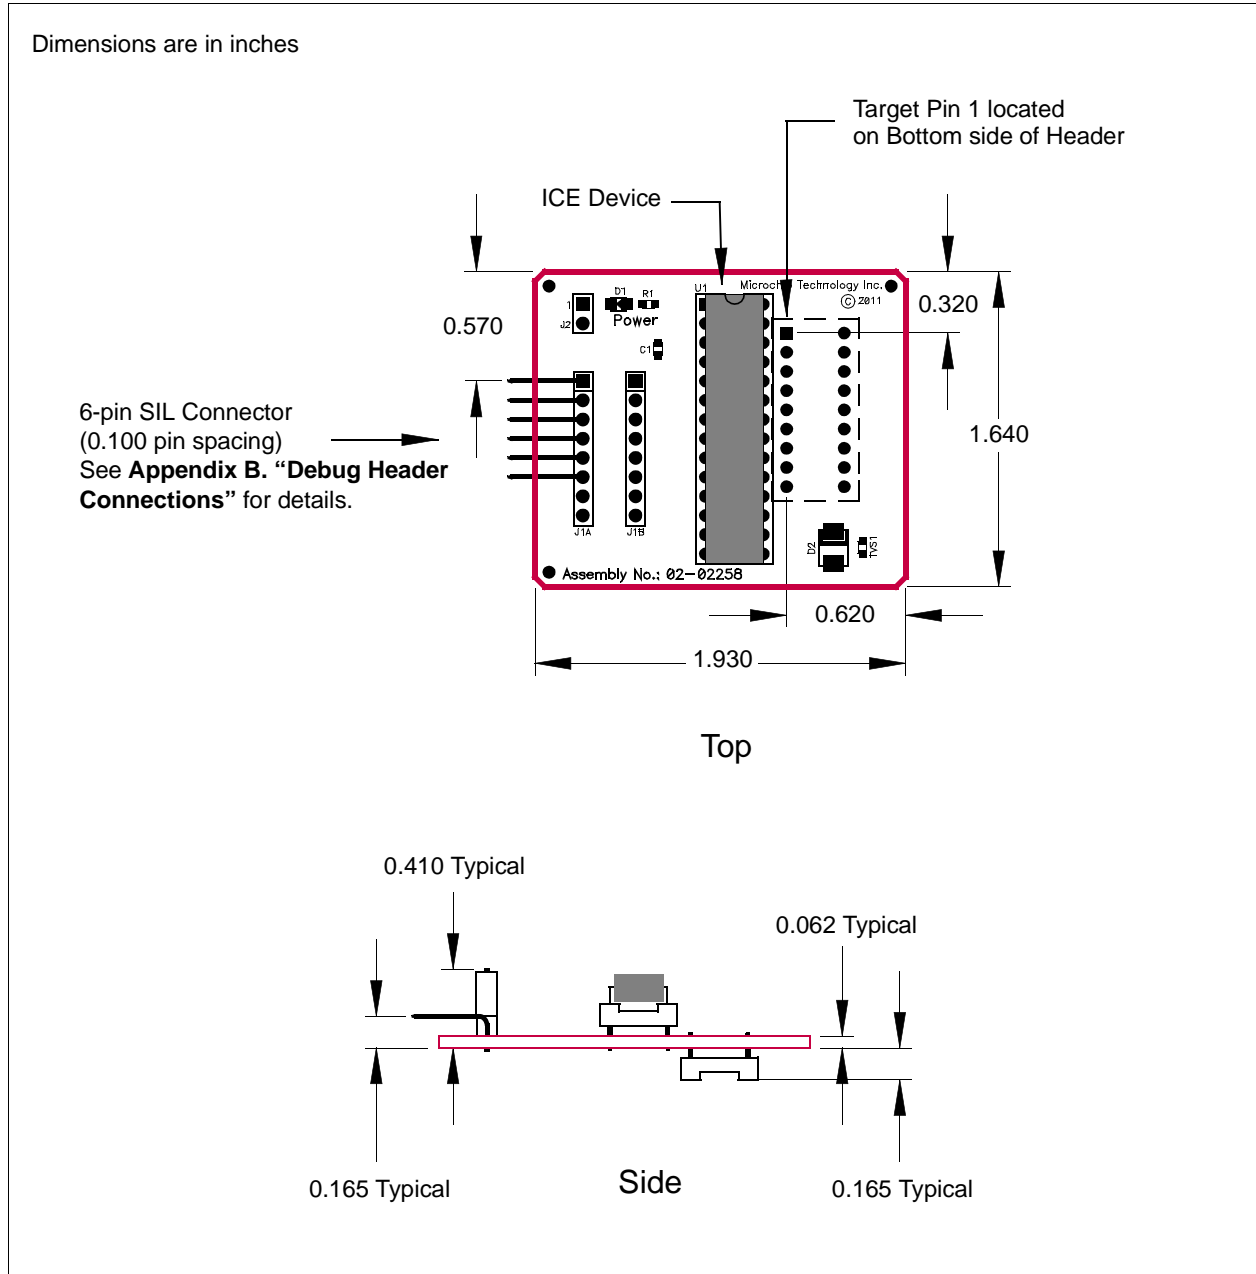 Dimensions are in inches
Target Pin 1 located
on Bottom side of Header
ICE Device
0.570
0.320
1.640
6-pin SIL Connector
(0.100 pin spacing)
See Appendix B. “Debug Header
Connections” for details.
U1
Inc.
© 2011
D1
R1
1
J2
Power
C1
J1A
J1B
D2
TVS1
Assembly No.: 02-02258
0.620
1.930
Top
0.410 Typical
0.062 Typical
0.165 Typical
Side
0.165 Typical